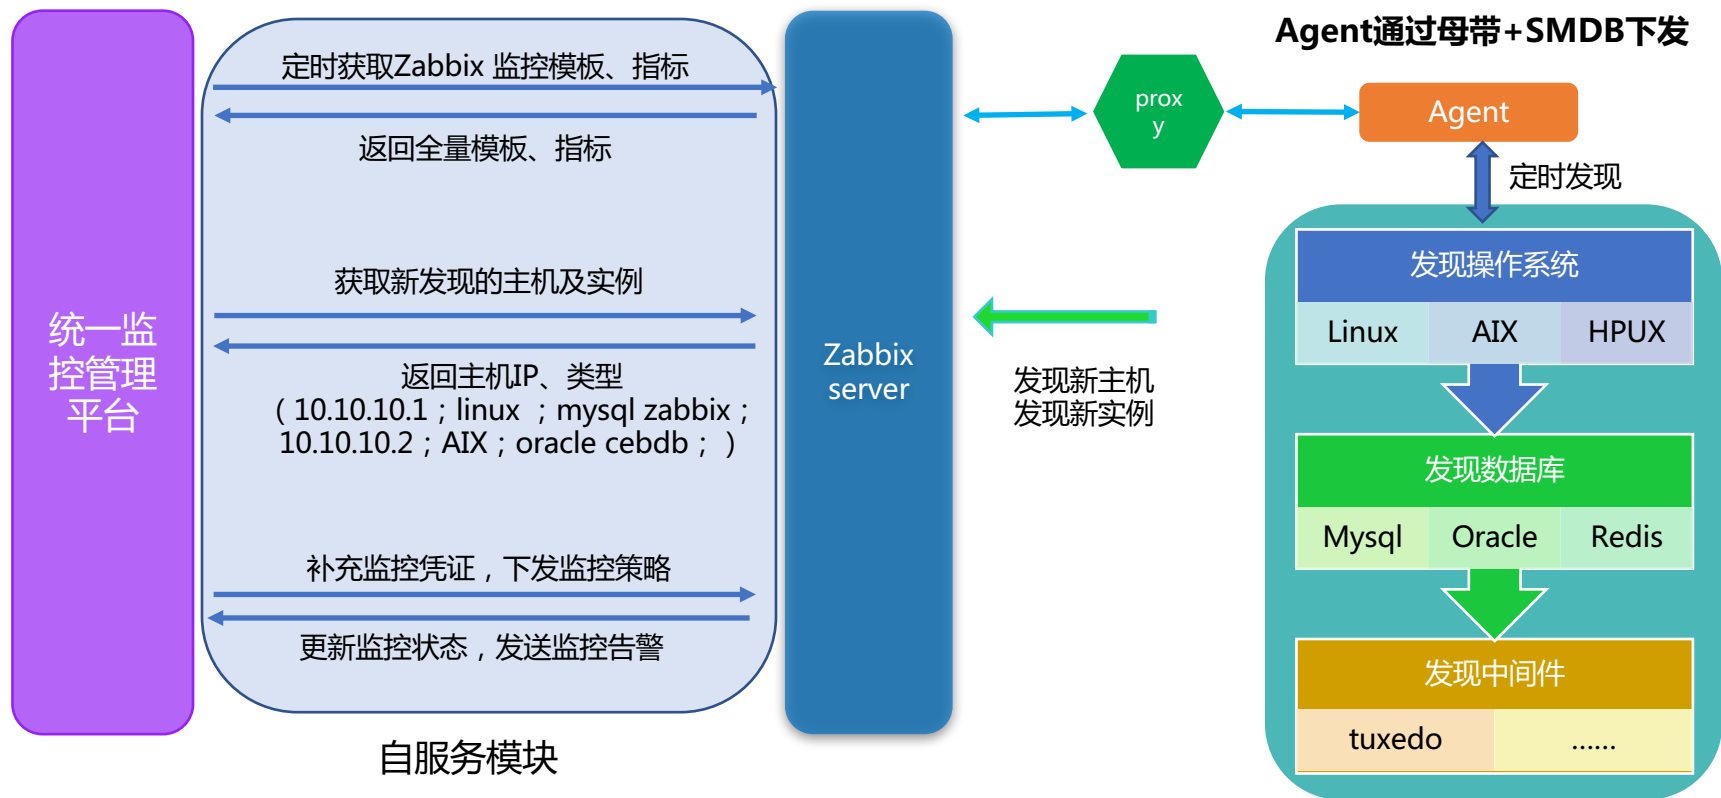 Agent通过母带+SMDB下发
定时获取Zabbix 监控模板、指标
返回全量模板、指标
获取新发现的主机及实例
返回主机IP、类型
（ 10.10.10.1；linux ；mysql zabbix；
10.10.10.2；AIX；oracle cebdb； ）
补充监控凭证，下发监控策略
更新监控状态，发送监控告警
自服务模块
统一监
控管理
平台
Zabbix
server
prox
y
Agent
定时发现
发现新主机
发现新实例
发现操作系统
Linux
AIX
HPUX
发现数据库
Mysql
Oracle
Redis
发现中间件
tuxedo
……